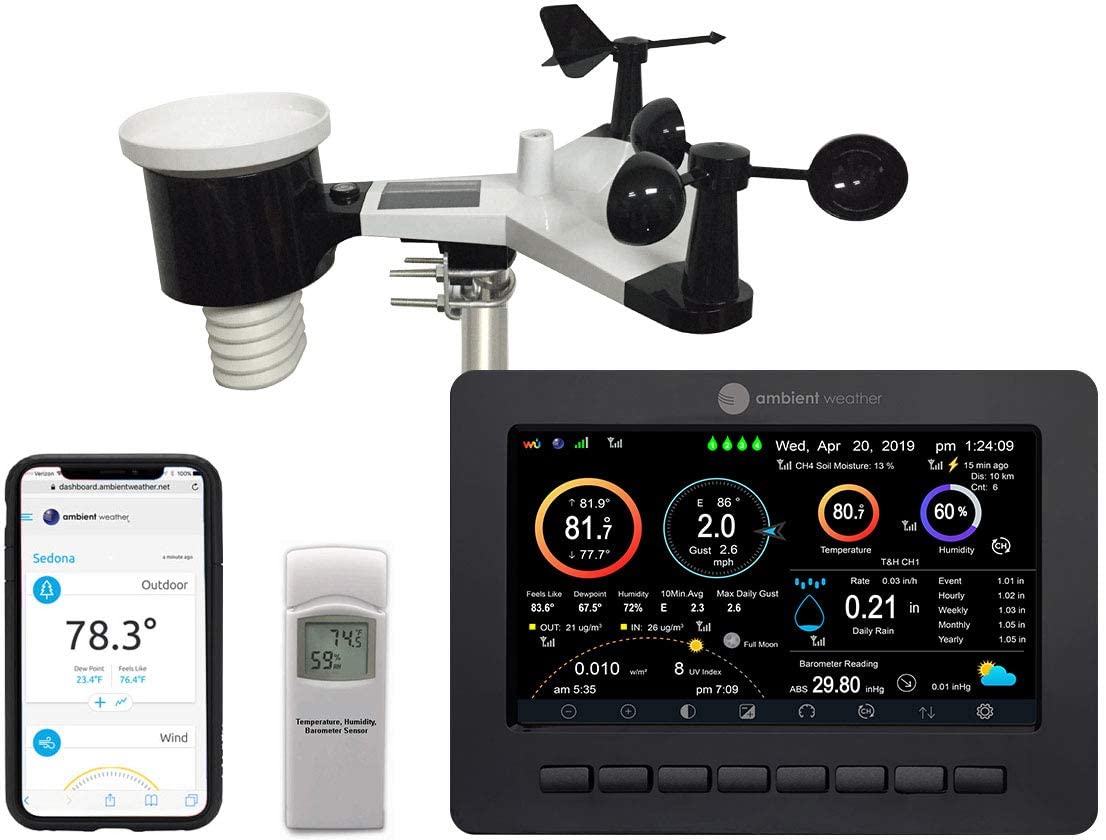 Verizon
100%
dashboard.ambientweather.net
ambient weather
Sedona
a minute ago
Outdoor
78.3°
Dew Point
Feels Like
23.4°F
76.4°F
Wind
74.5 °F
59 %
RH
Temperature, Humidity,
Barometer Sensor
ambient weather
wu
Wed, Apr 20, 2019 pm 1:24:09
CH4 Soil Moisture: 13 %
15 min ago
Dis: 10 km
Cnt: 6
↑ 81.9°
81.7°
↓ 77.7°
E 86 °
2.0
Gust 2.6
mph
80.7°
Temperature
60 %
Humidity
CH
T&H CH1
Feels Like Dewpoint Humidity 10Min.Avg Max Daily Gust
83.6° 67.5° 72% E 2.3 2.6
OUT: 21 ug/m³ IN: 26 ug/m³
Full Moon
0.010 w/m² 8 UV Index
am 5:35 pm 7:09
Rate 0.03 in/h
0.21 in
Daily Rain
Event 1.01 in
Hourly 1.02 in
Weekly 1.03 in
Monthly 1.05 in
Yearly 1.05 in
Barometer Reading
ABS 29.80 inHg 0.01 inHg
CH